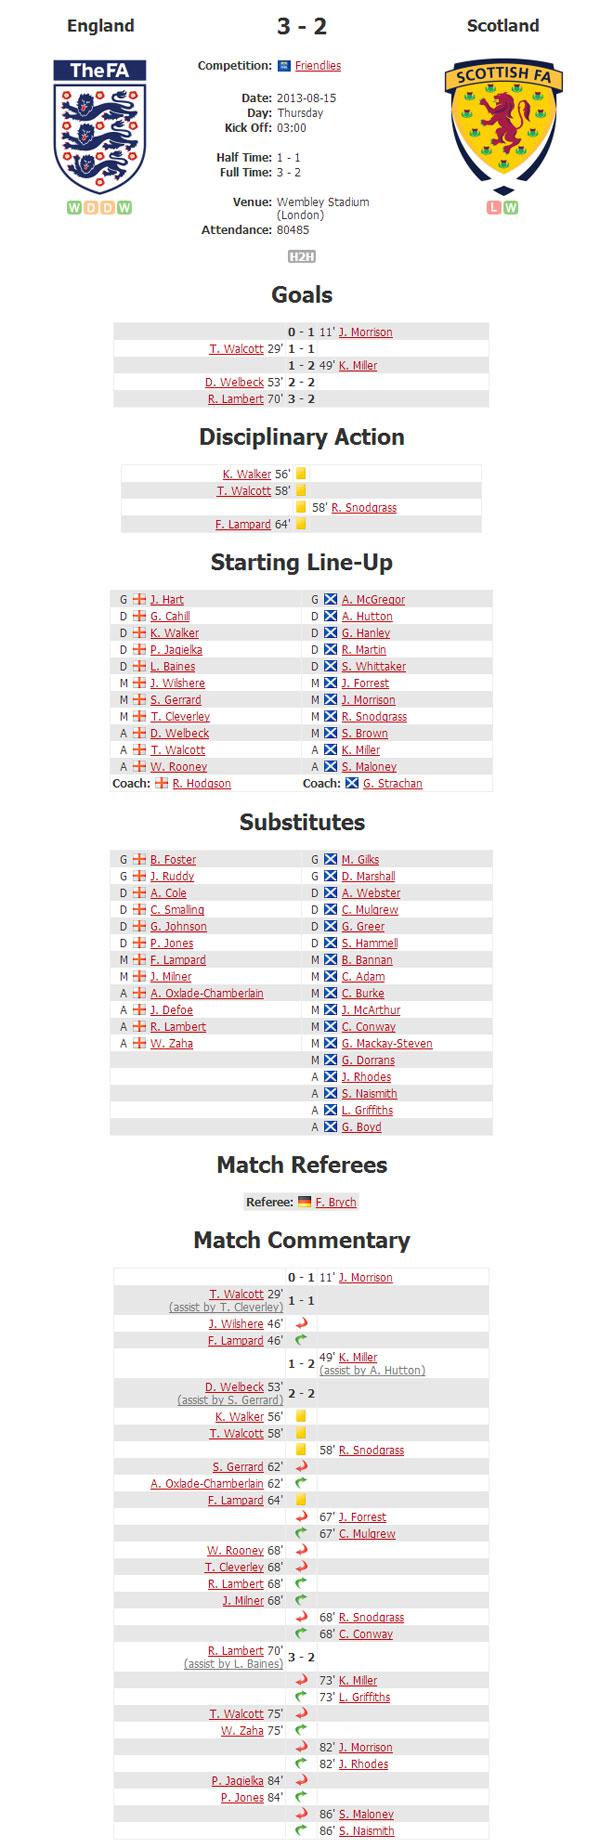 England 3 - 2 Scotland
TheFA
SCOTTISH FA
Competition: Friendlies
Date: 2013-08-15
Day: Thursday
Kick Off: 03:00
Half Time: 1 - 1
Full Time: 3 - 2
W D D W
L W
Venue: Wembley Stadium
(London)
Attendance: 80485
H2H
Goals
0 - 1 11' J. Morrison
T. Walcott 29' 1 - 1
1 - 2 49' K. Miller
D. Welbeck 53' 2 - 2
R. Lambert 70' 3 - 2
Disciplinary Action
K. Walker 56'
T. Walcott 58'
58' R. Snodgrass
F. Lampard 64'
Starting Line-Up
G J. Hart G A. McGregor
D G. Cahill D A. Hutton
D K. Walker D G. Hanley
D P. Jagielka D R. Martin
D L. Baines D S. Whittaker
M J. Wilshere M J. Forrest
M S. Gerrard M J. Morrison
M T. Cleverley M R. Snodgrass
A D. Welbeck M S. Brown
A T. Walcott A K. Miller
A W. Rooney A S. Maloney
Coach: R. Hodgson Coach: G. Strachan
Substitutes
G B. Foster G M. Gilks
G J. Ruddy G D. Marshall
D A. Cole D A. Webster
D C. Smalling D C. Mulgrew
D G. Johnson D G. Greer
D P. Jones D S. Hammell
M F. Lampard M B. Bannan
M J. Milner M C. Adam
A A. Oxlade-Chamberlain M C. Burke
A J. Defoe M J. McArthur
A R. Lambert M C. Conway
A W. Zaha M G. Mackay-Steven
M G. Dorrans
A J. Rhodes
A S. Naismith
A L. Griffiths
A G. Boyd
Match Referees
Referee: F. Brych
Match Commentary
0 - 1 11' J. Morrison
T. Walcott 29' 1 - 1
(assist by T. Cleverley)
J. Wilshere 46'
F. Lampard 46'
1 - 2 49' K. Miller
(assist by A. Hutton)
D. Welbeck 53' 2 - 2
(assist by S. Gerrard)
K. Walker 56'
T. Walcott 58'
58' R. Snodgrass
S. Gerrard 62'
A. Oxlade-Chamberlain 62'
F. Lampard 64'
67' J. Forrest
67' C. Mulgrew
W. Rooney 68'
T. Cleverley 68'
R. Lambert 68'
J. Milner 68'
68' R. Snodgrass
68' C. Conway
R. Lambert 70' 3 - 2
(assist by L. Baines)
73' K. Miller
73' L. Griffiths
T. Walcott 75'
W. Zaha 75'
82' J. Morrison
82' J. Rhodes
P. Jagielka 84'
P. Jones 84'
86' S. Maloney
86' S. Naismith